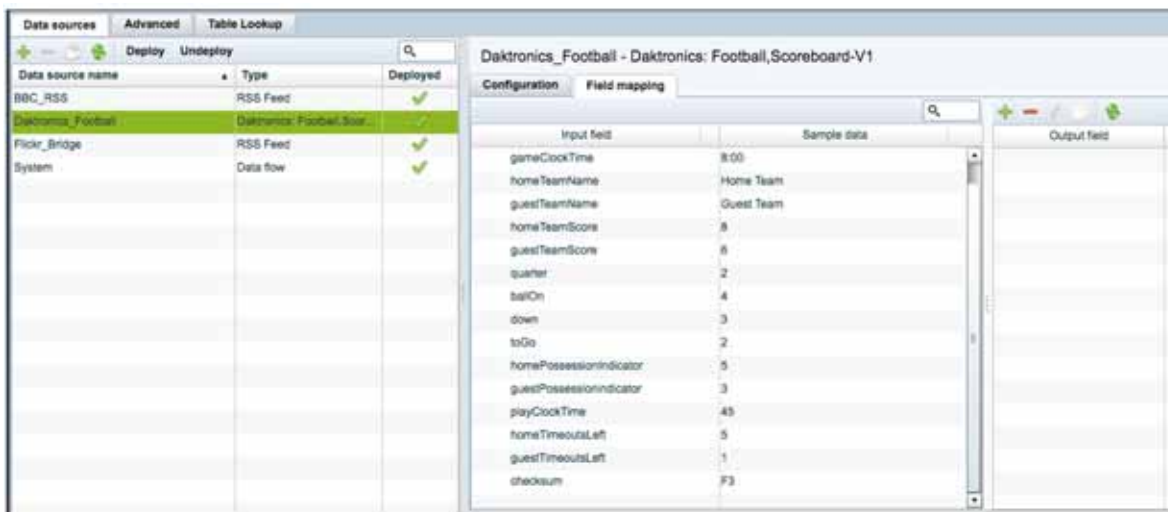 Data sources Advanced Table Lookup
Deploy Undeploy
Data source name Type Deployed
BBC_RSS RSS Feed
Daktronics_Football Daktronics: Football,Scor...
Flickr_Bridge RSS Feed
System Data flow
Daktronics_Football - Daktronics: Football,Scoreboard-V1
Configuration Field mapping
Input field Sample data Output field
gameClockTime 8:00
homeTeamName Home Team
guestTeamName Guest Team
homeTeamScore 8
guestTeamScore 6
quarter 2
ballOn 4
down 3
toGo 2
homePossessionIndicator 5
guestPossessionIndicator 3
playClockTime 45
homeTimeoutsLeft 5
guestTimeoutsLeft 1
checksum F3